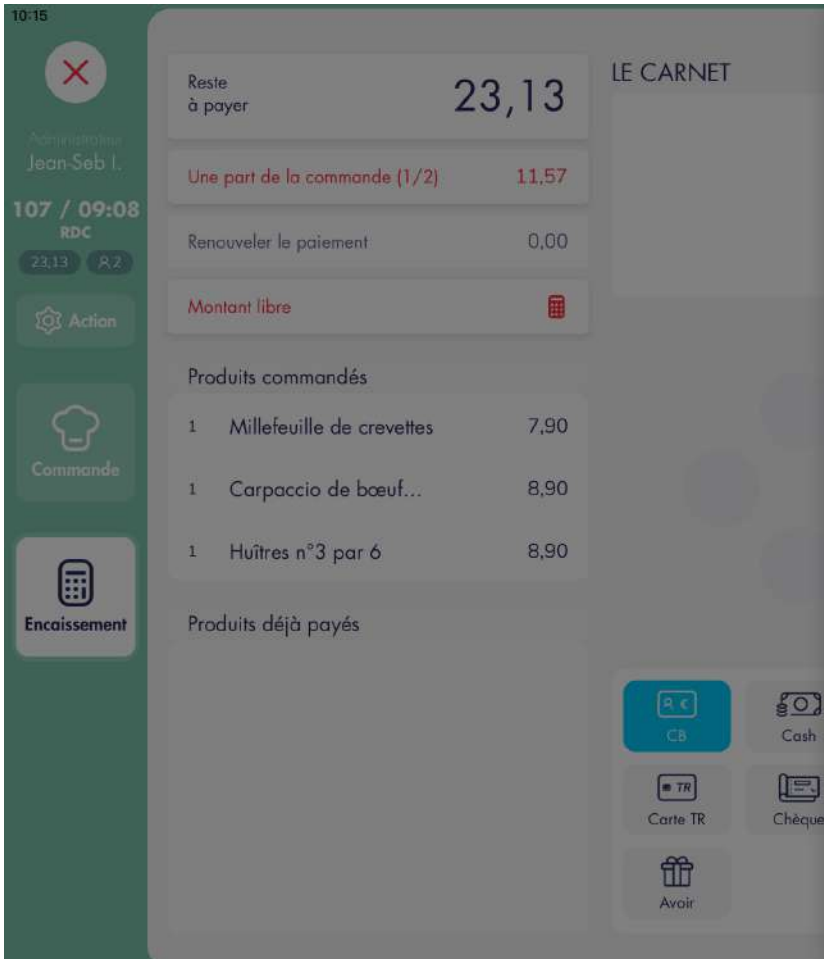 10:15
Administrateur
Jean-Seb I.
107 / 09:08
RDC
23,13
2
Action
Commande
Encaissement
Reste
à payer
23,13
Une part de la commande (1/2) 11,57
Renouveler le paiement 0,00
Montant libre
Produits commandés
1 Millefeuille de crevettes 7,90
1 Carpaccio de bœuf... 8,90
1 Huîtres n°3 par 6 8,90
Produits déjà payés
LE CARNET
CB
Cash
TR
Carte TR
Chèque
Avoir